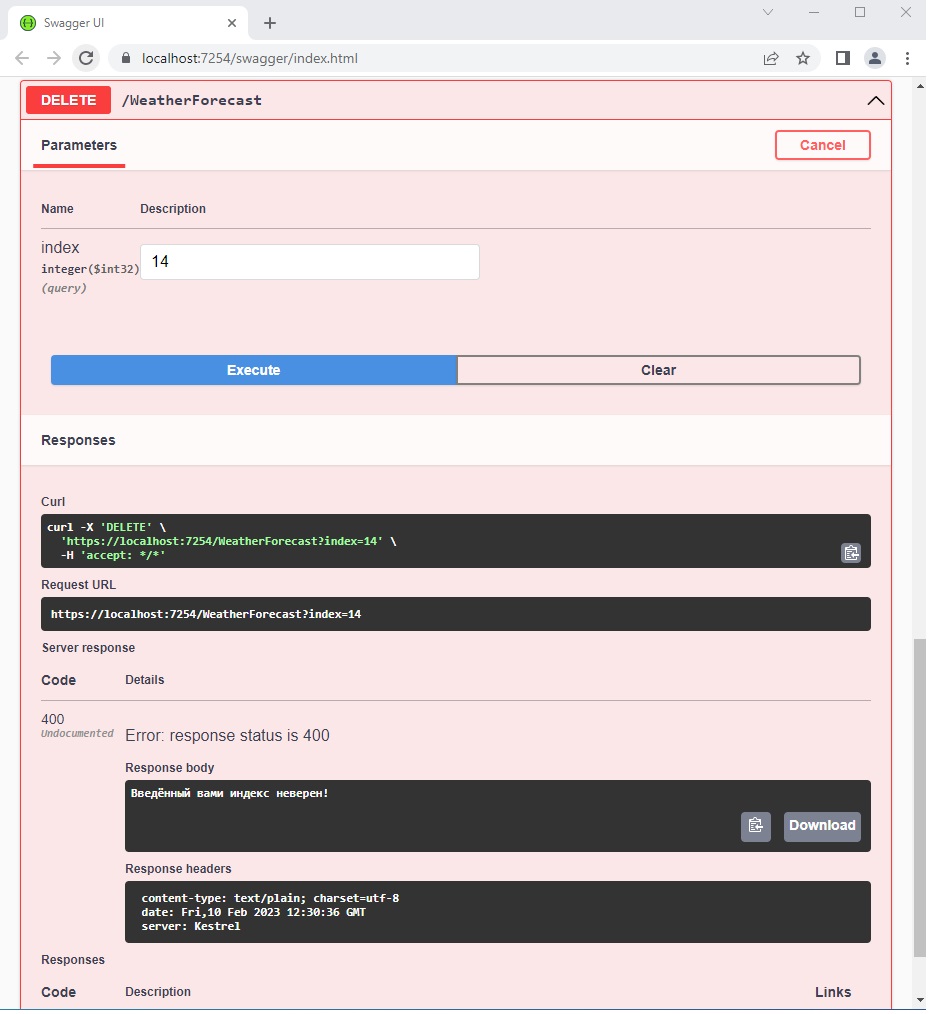 Swagger UI
localhost:7254/swagger/index.html
DELETE /WeatherForecast
Parameters Cancel
Name Description
index
integer($int32)
(query)
14
Execute Clear
Responses
Curl
curl -X 'DELETE' \
'https://localhost:7254/WeatherForecast?index=14' \
-H 'accept: */*'
Request URL
https://localhost:7254/WeatherForecast?index=14
Server response
Code Details
400
Undocumented
Error: response status is 400
Response body
Введённый вами индекс неверен!
Download
Response headers
content-type: text/plain; charset=utf-8
date: Fri,10 Feb 2023 12:30:36 GMT
server: Kestrel
Responses
Code Description Links